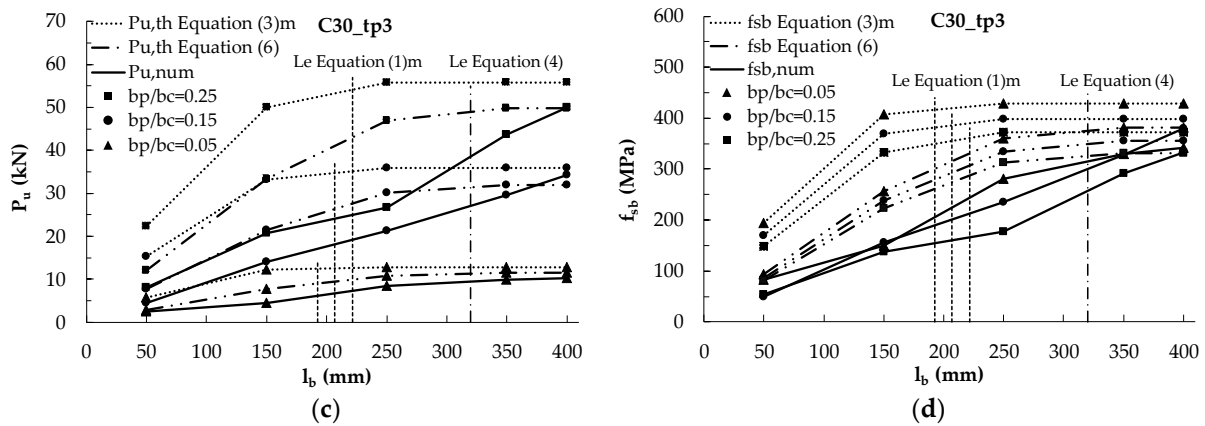 C30_tp3
Pu,th Equation (3)m
Pu,th Equation (6)
Pu,num
bp/bc=0.25
bp/bc=0.15
bp/bc=0.05
Le Equation (1)m
Le Equation (4)
70
60
50
40
30
20
10
0
Pu (kN)
0 50 100 150 200 250 300 350 400
lb (mm)
(c)
C30_tp3
fsb Equation (3)m
fsb Equation (6)
fsb,num
bp/bc=0.05
bp/bc=0.15
bp/bc=0.25
Le Equation (1)m
Le Equation (4)
600
500
400
300
200
100
0
fsb (MPa)
0 50 100 150 200 250 300 350 400
lb (mm)
(d)